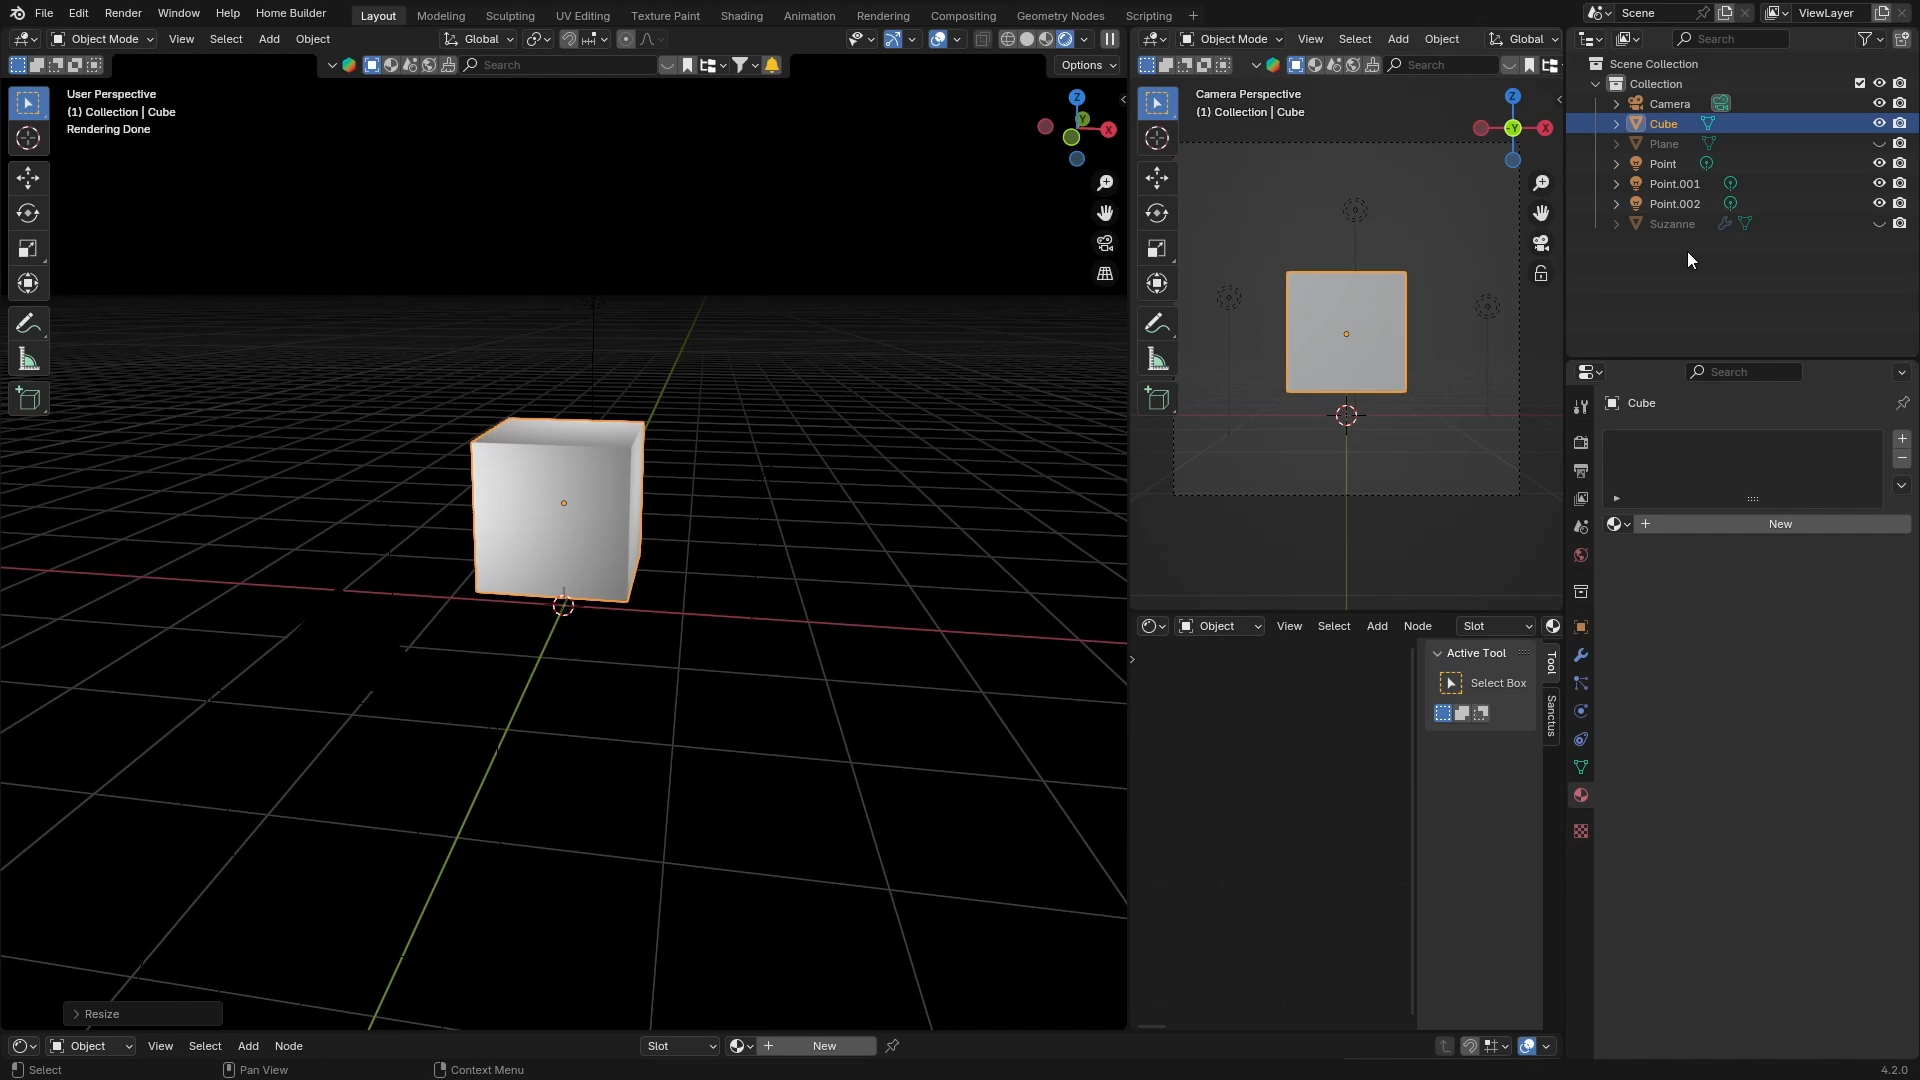 File Edit Render Window Help Home Builder Layout Modeling Sculpting UV Editing Texture Paint Shading Animation Rendering Compositing Geometry Nodes Scripting + Scene ViewLayer
Object Mode View Select Add Object Global
Search Options
User Perspective
(1) Collection | Cube
Rendering Done
Z
Y
X
Resize
Object Mode View Select Add Object Global
Search
Camera Perspective
(1) Collection | Cube
Z
-Y
X
Object View Select Add Node Slot
Active Tool
Select Box
Tool
Sanctus
Search
Scene Collection
Collection
Camera
Cube
Plane
Point
Point.001
Point.002
Suzanne
Search
Cube
New
Object View Select Add Node Slot New
Select Pan View Context Menu 4.2.0